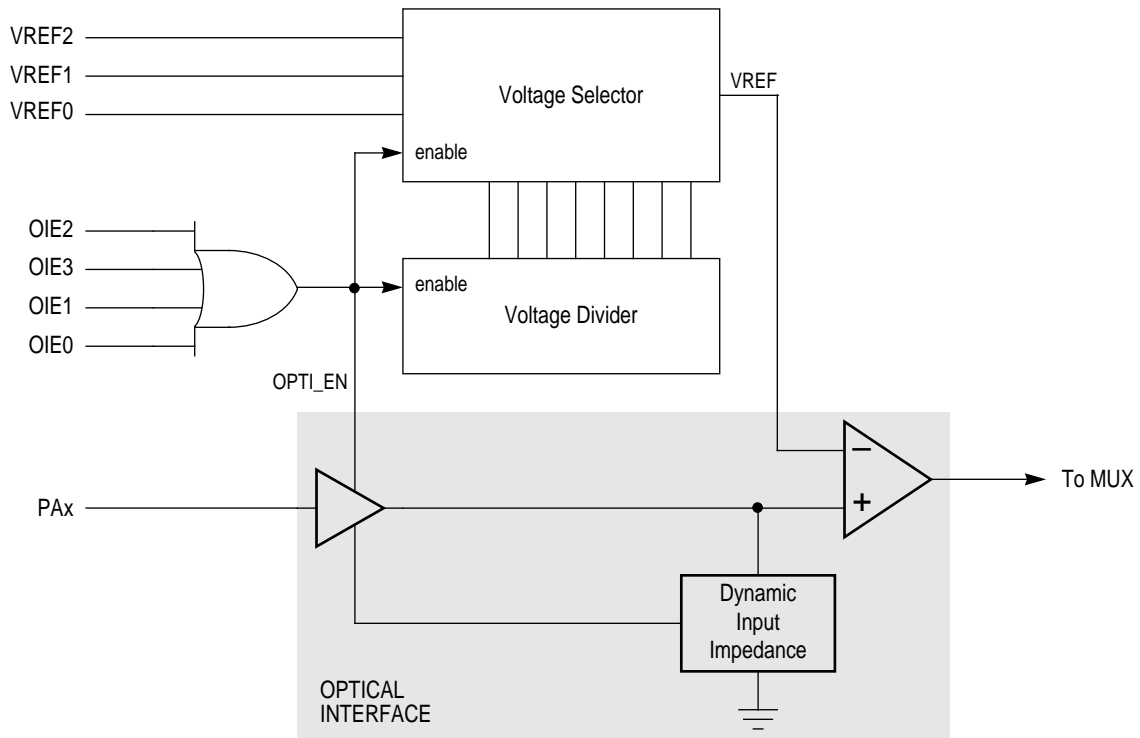 VREF2
VREF1
VREF0
Voltage Selector
VREF
enable
OIE2
OIE3
OIE1
OIE0
enable
Voltage Divider
OPTI_EN
PAx
−
+
To MUX
Dynamic
Input
Impedance
OPTICAL
INTERFACE